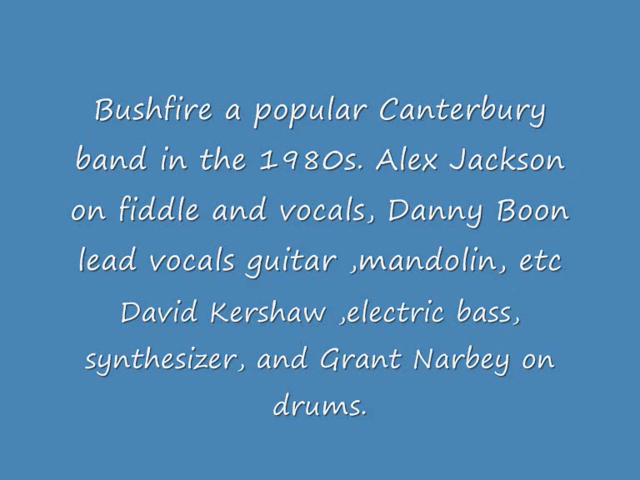 Bushfire a popular Canterbury
band in the 1980s. Alex Jackson
on fiddle and vocals, Danny Boon
lead vocals guitar ,mandolin, etc
David Kershaw ,electric bass,
synthesizer, and Grant Narbey on
drums.